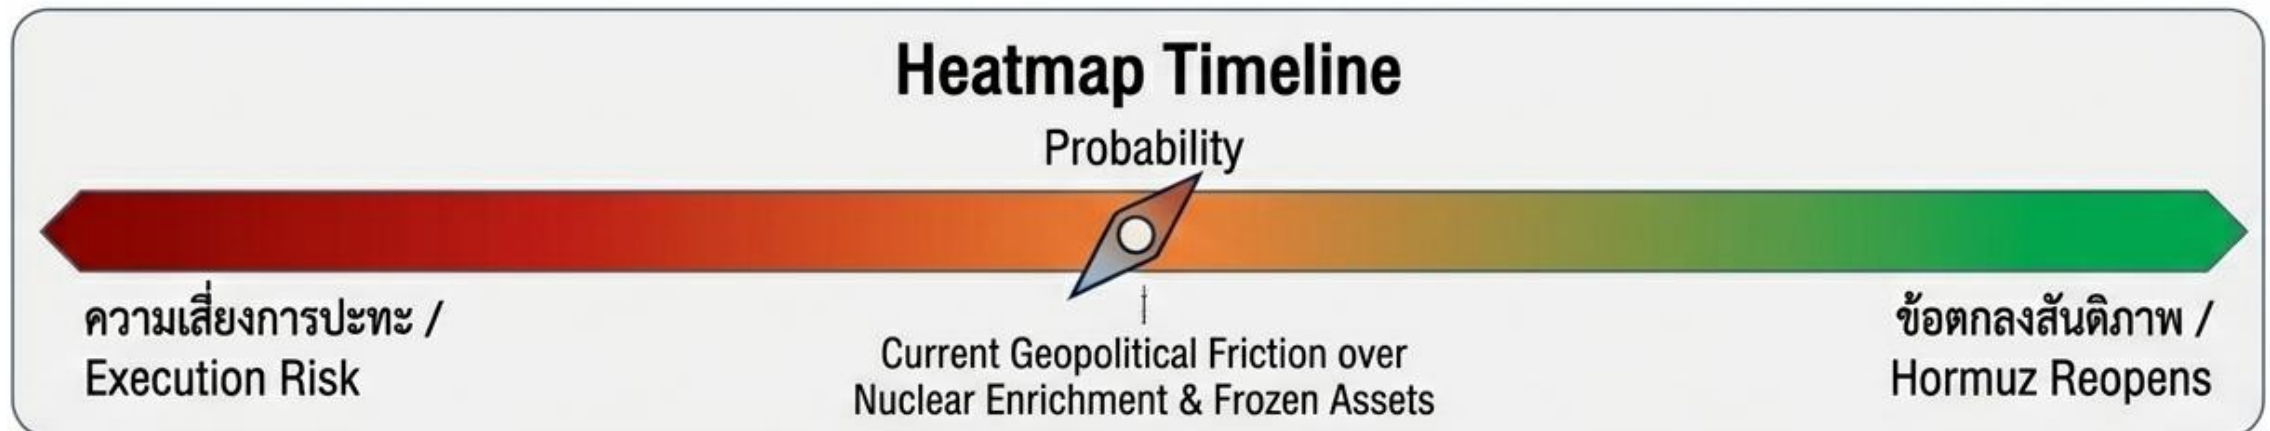 Heatmap Timeline
Probability
ความเสี่ยงการปะทะ /
Execution Risk
Current Geopolitical Friction over
Nuclear Enrichment & Frozen Assets
ข้อตกลงสันติภาพ /
Hormuz Reopens